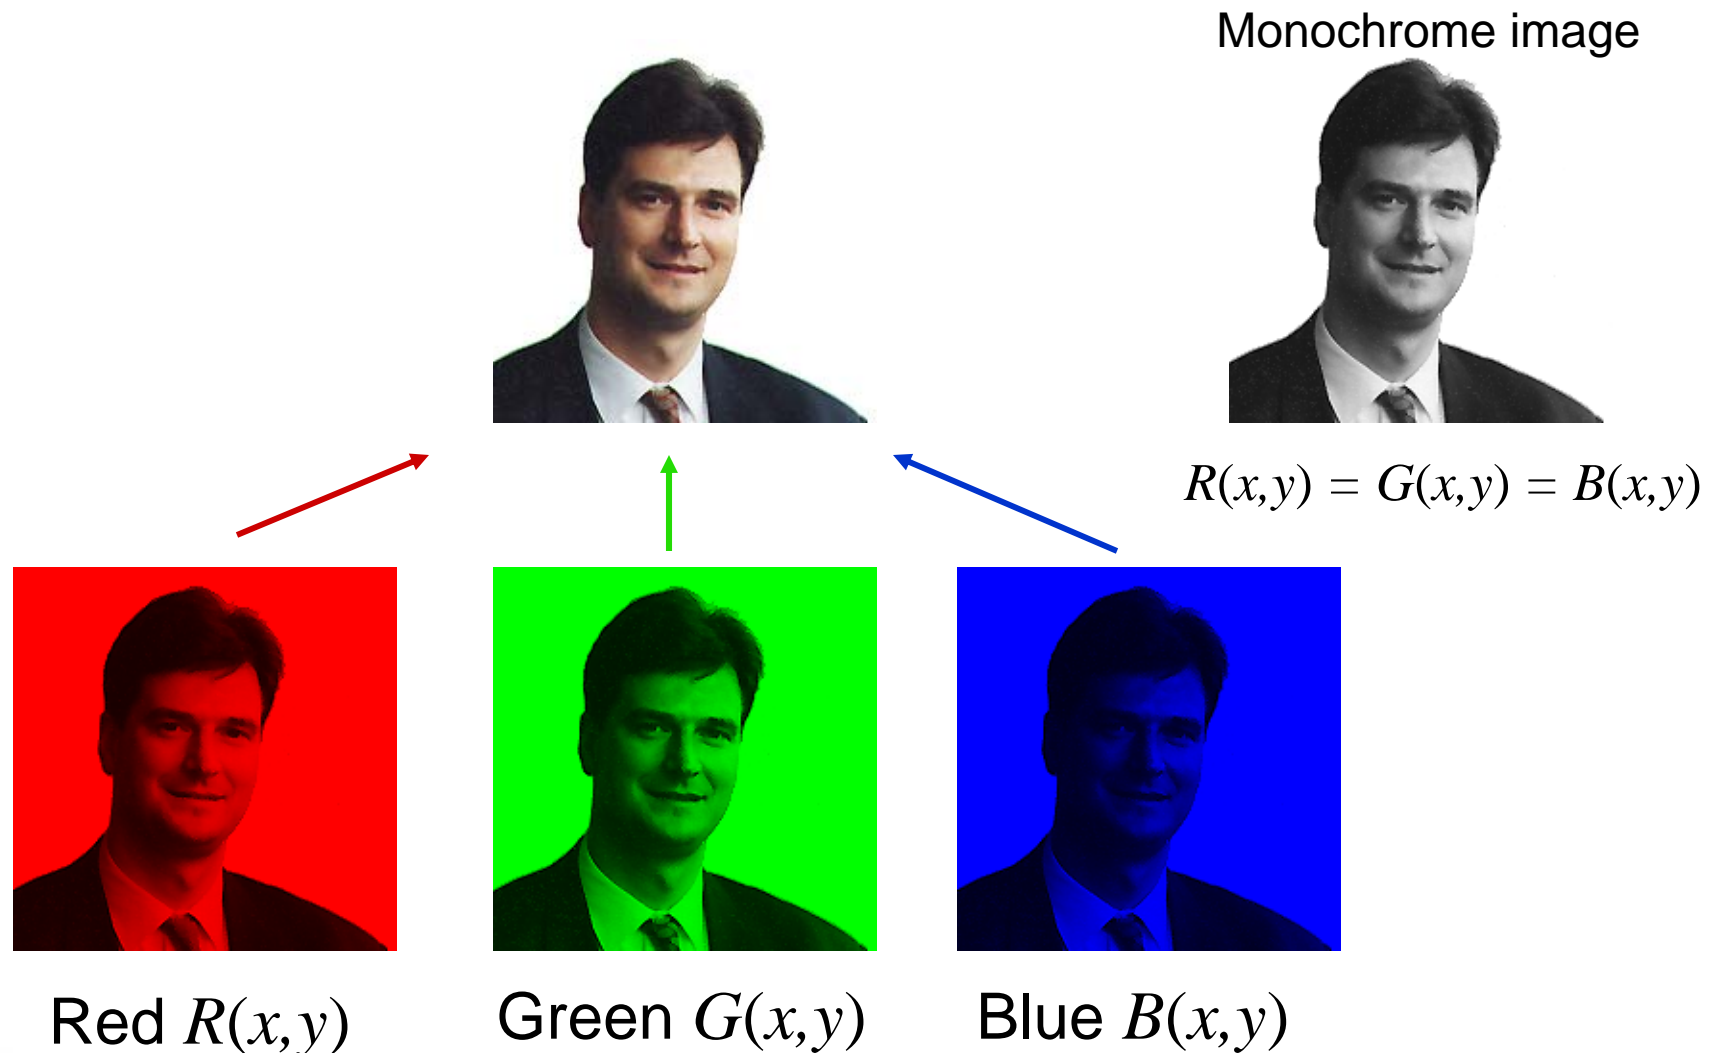 Monochrome image
R(x,y) = G(x,y) = B(x,y)
Red R(x,y)
Green G(x,y)
Blue B(x,y)